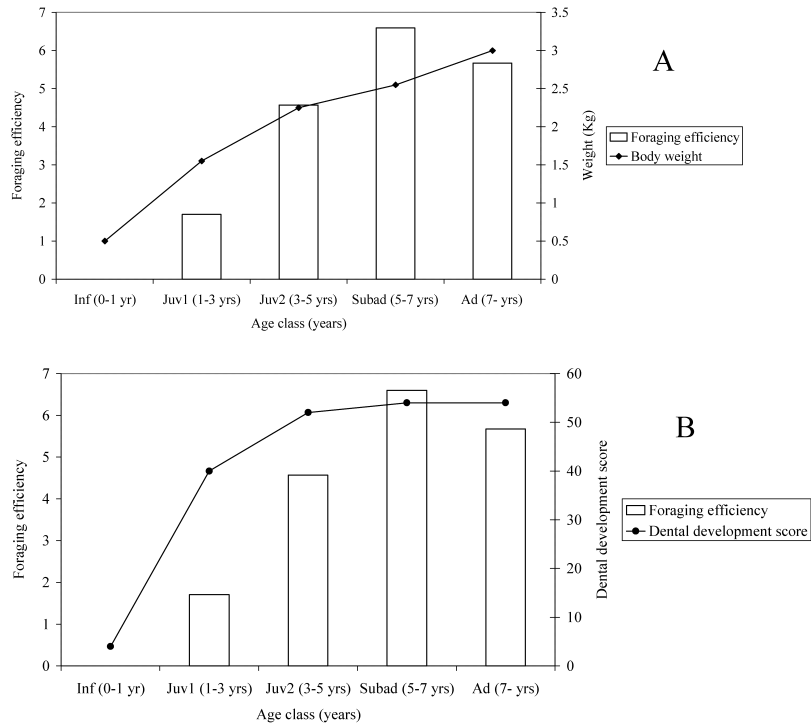 7
6
5
4
3
2
1
0
Foraging efficiency
3.5
3
2.5
2
1.5
1
0.5
0
Weight (Kg)
Inf (0-1 yr) Juv1 (1-3 yrs) Juv2 (3-5 yrs) Subad (5-7 yrs) Ad (7- yrs)
Age class (years)
A
Foraging efficiency
Body weight
7
6
5
4
3
2
1
0
Foraging efficiency
60
50
40
30
20
10
0
Dental development score
Inf (0-1 yr) Juv1 (1-3 yrs) Juv2 (3-5 yrs) Subad (5-7 yrs) Ad (7- yrs)
Age class (years)
B
Foraging efficiency
Dental development score